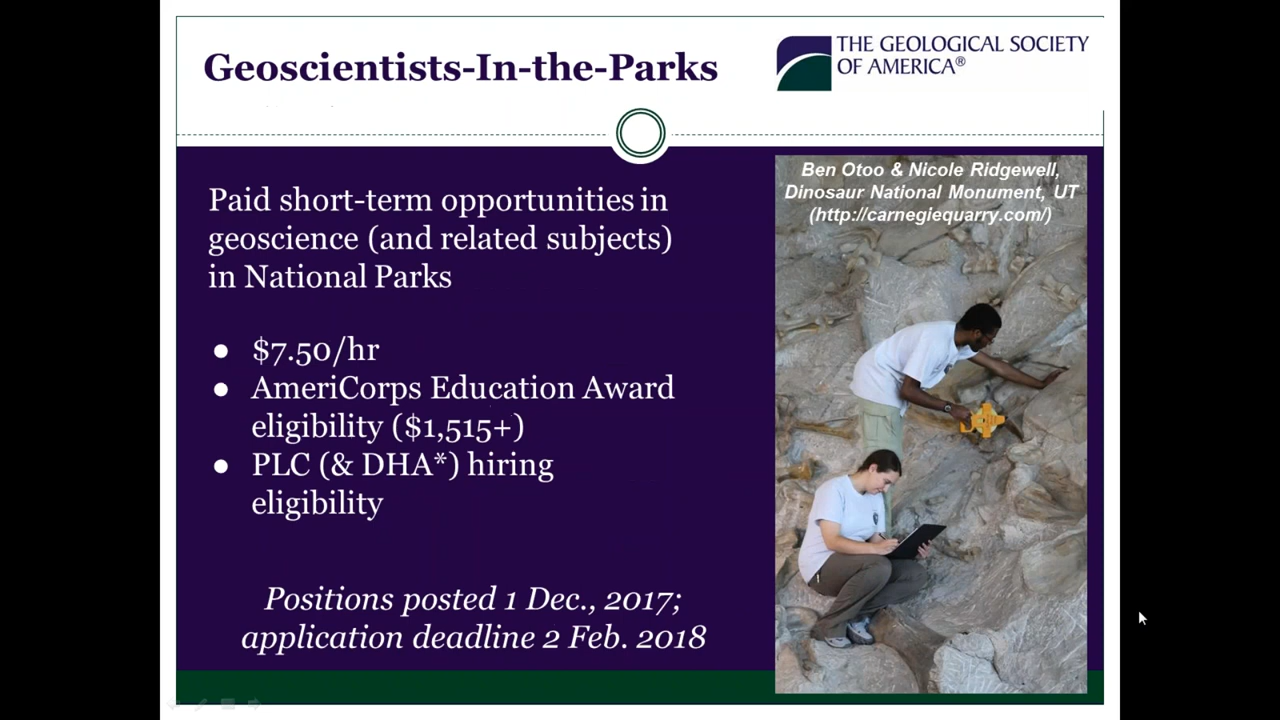 Geoscientists-In-the-Parks
THE GEOLOGICAL SOCIETY
OF AMERICA®
Paid short-term opportunities in
geoscience (and related subjects)
in National Parks
● $7.50/hr
● AmeriCorps Education Award
eligibility ($1,515+)
● PLC (& DHA*) hiring
eligibility
Positions posted 1 Dec., 2017;
application deadline 2 Feb. 2018
Ben Otoo & Nicole Ridgewell,
Dinosaur National Monument, UT
(http://carnegiequarry.com/)